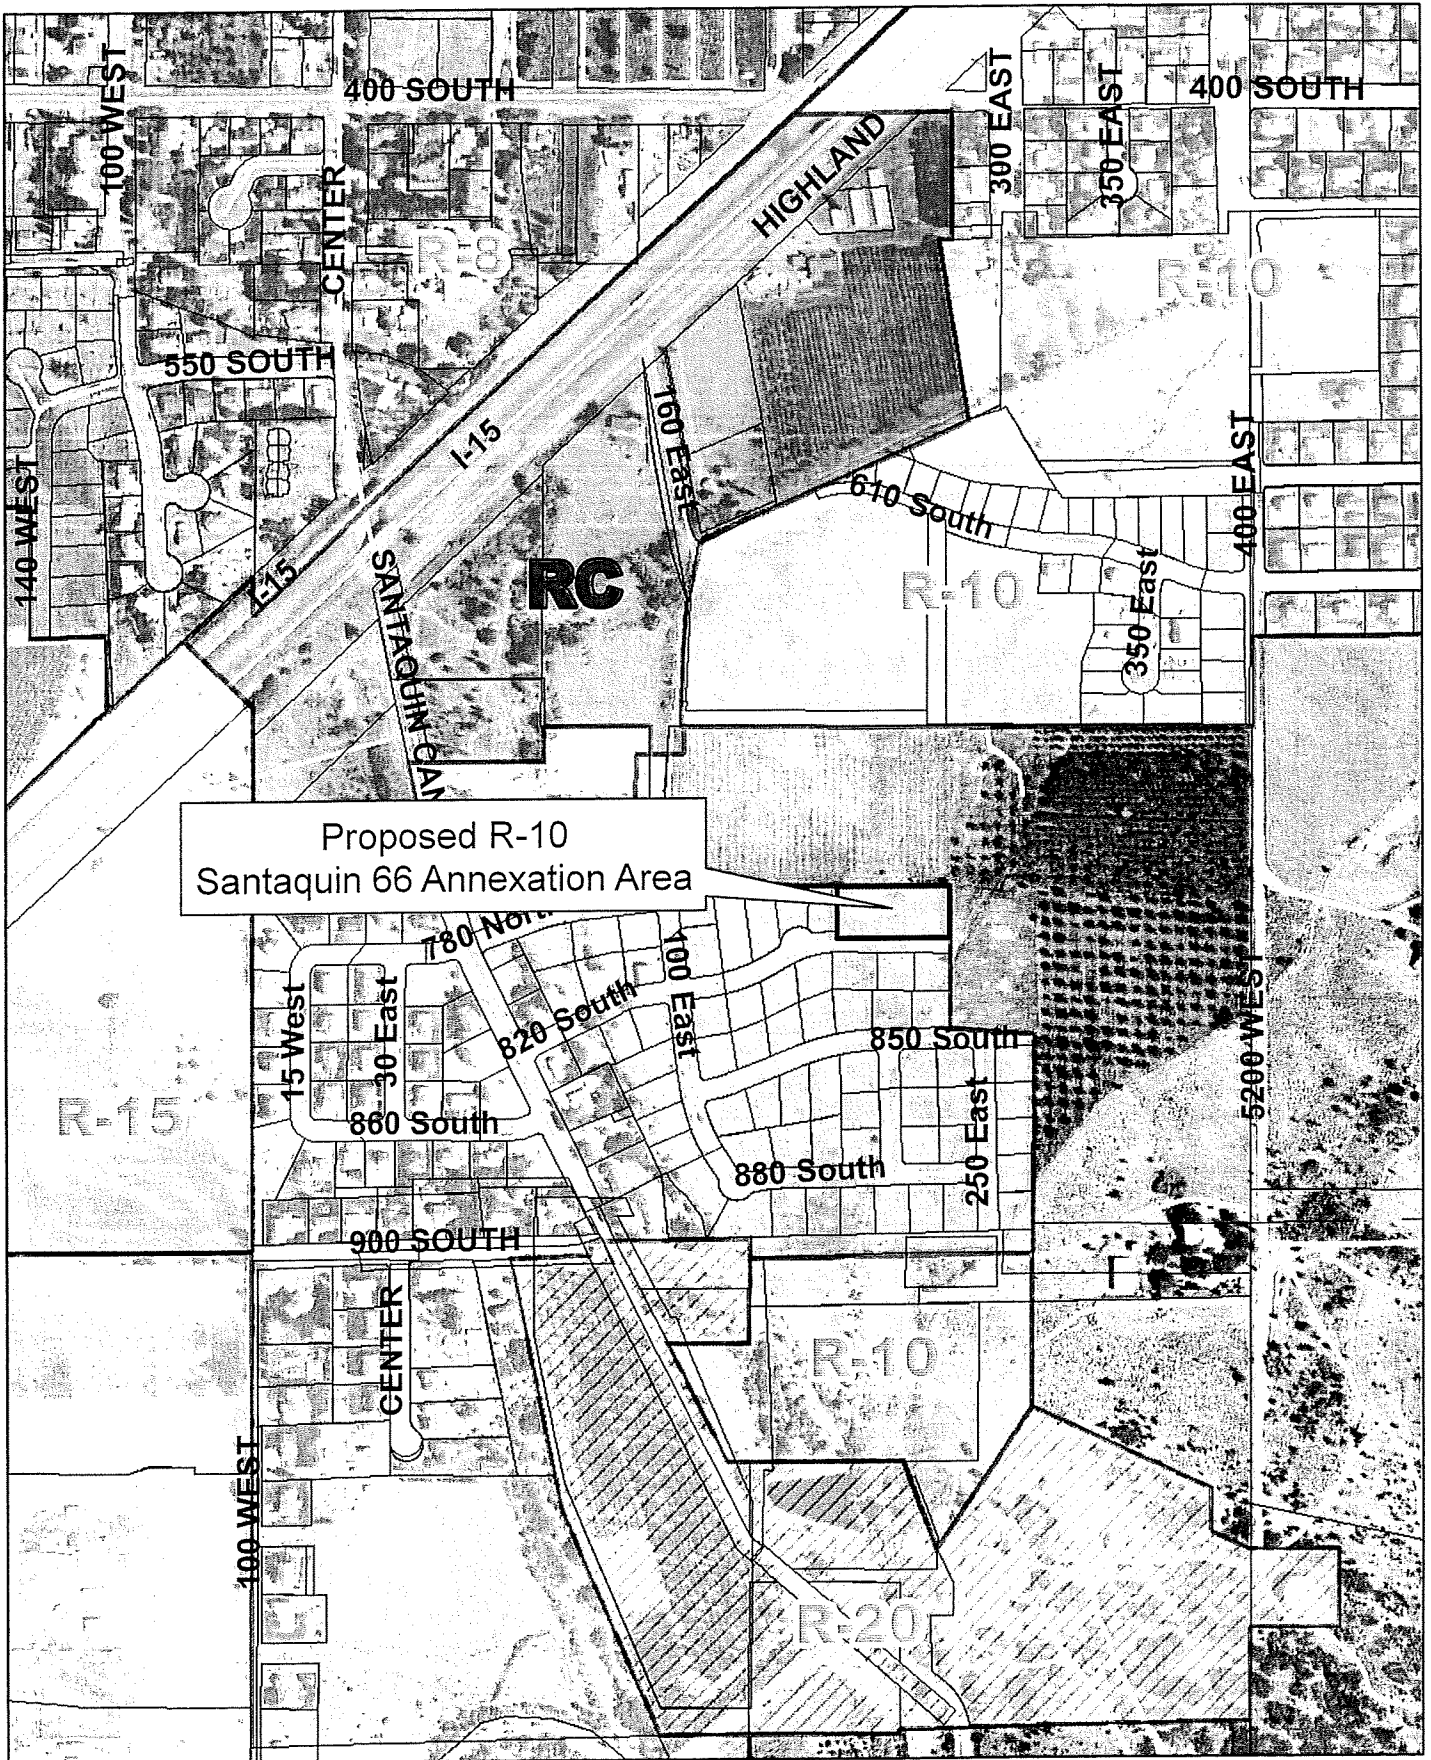 400 SOUTH
400 SOUTH
100 WEST
300 EAST
350 EAST
HIGHLAND
CENTER
R-8
R-10
550 SOUTH
I-15
160 East
140 WEST
610 South
400 EAST
I-15
SANTAQUIN CAN
RC
R-10
350 East
Proposed R-10
Santaquin 66 Annexation Area
780 North
100 East
15 West
30 East
820 South
850 South
5200 WEST
R-15
860 South
250 East
880 South
900 SOUTH
CENTER
R-10
100 WEST
R-20